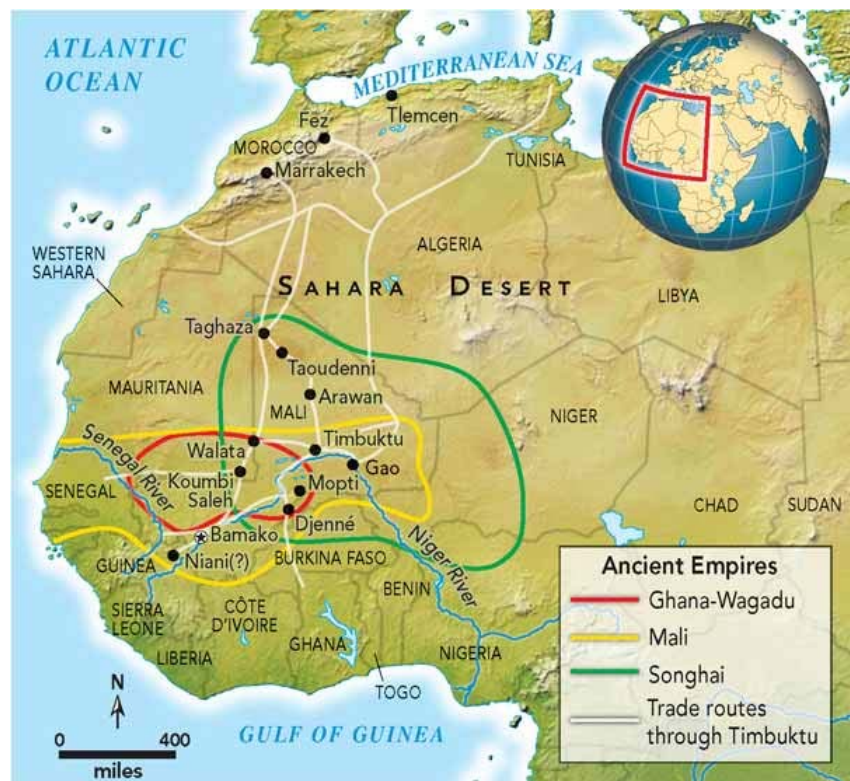 ATLANTIC
OCEAN
MEDITERRANEAN SEA
Tlemcen
Fez
MOROCCO
Marrakech
TUNISIA
WESTERN
SAHARA
ALGERIA
LIBYA
SAHARA DESERT
Taghaza
Taoudenni
MAURITANIA
Arawan
MALI
NIGER
Senegal River
Walata
Timbuktu
Gao
Koumbi
Saleh
Mopti
SENEGAL
CHAD
SUDAN
Djenné
Bamako
Niger River
Niani(?)
BURKINA FASO
GUINEA
BENIN
SIERRA
LEONE
CÔTE
D'IVOIRE
GHANA
NIGERIA
LIBERIA
TOGO
N
GULF OF GUINEA
0 400
miles
Ancient Empires
Ghana-Wagadu
Mali
Songhai
Trade routes
through Timbuktu